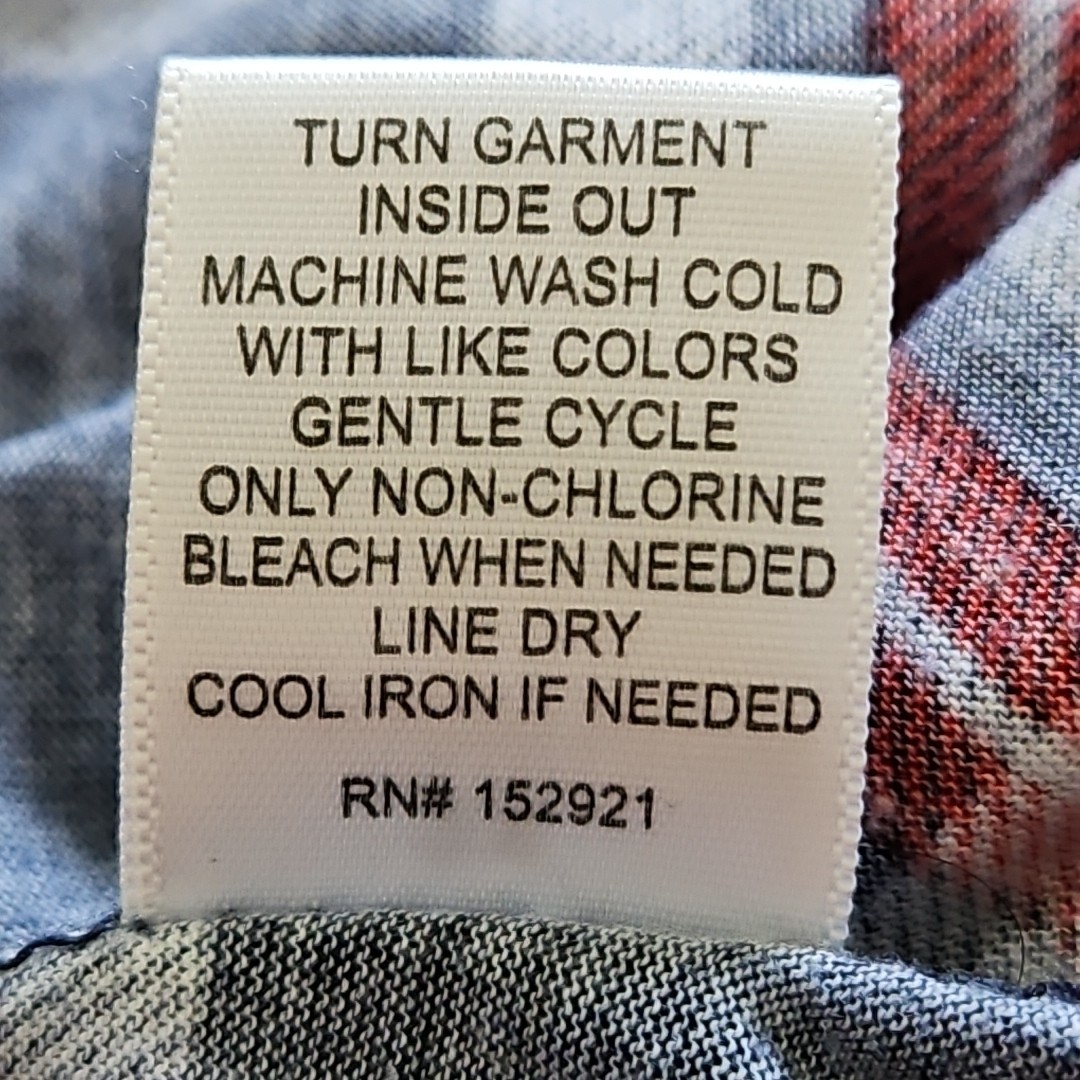 TURN GARMENT
INSIDE OUT
MACHINE WASH COLD
WITH LIKE COLORS
GENTLE CYCLE
ONLY NON-CHLORINE
BLEACH WHEN NEEDED
LINE DRY
COOL IRON IF NEEDED
RN# 152921